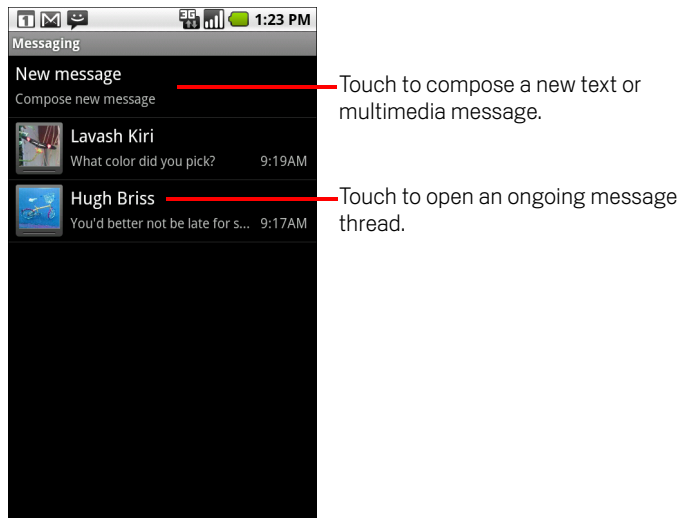 1 3G 1:23 PM
Messaging
New message
Compose new message
Touch to compose a new text or
multimedia message.
Lavash Kiri
What color did you pick? 9:19AM
Hugh Briss
You'd better not be late for s... 9:17AM
Touch to open an ongoing message
thread.